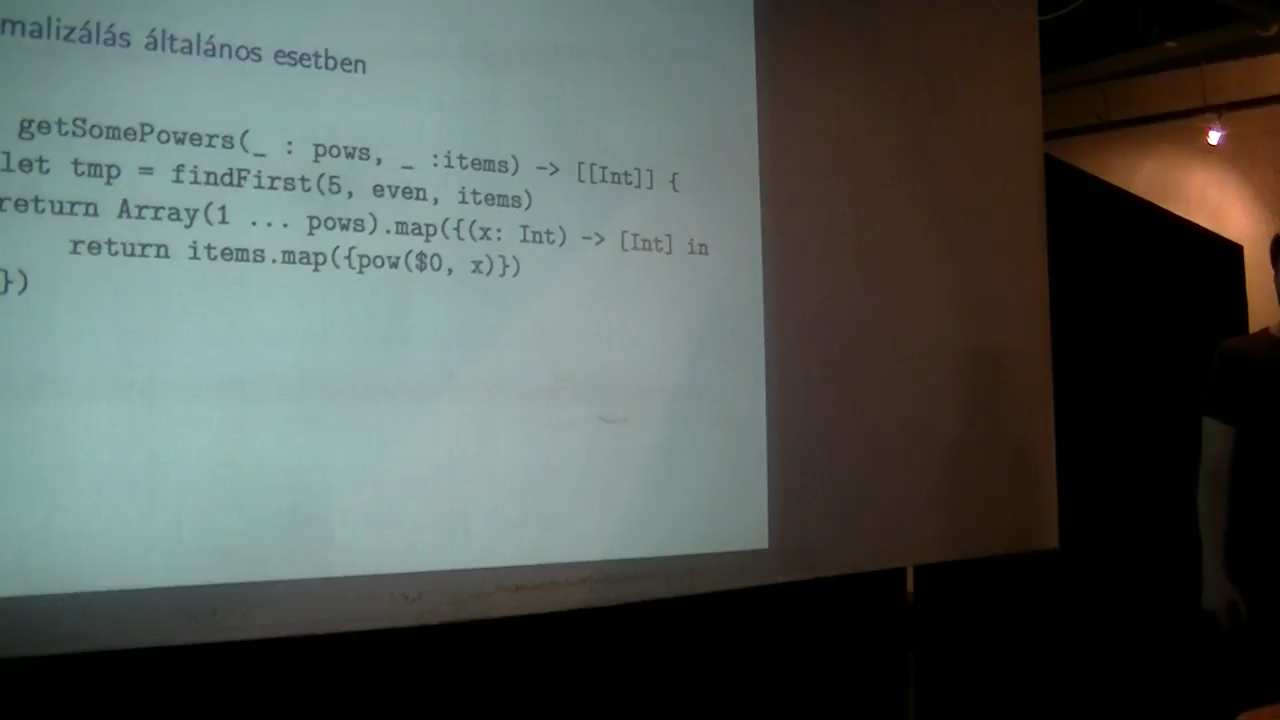 malizálás általános esetben
getSomePowers(_ : pows, _ :items) -> [[Int]] {
let tmp = findFirst(5, even, items)
return Array(1 ... pows).map({(x: Int) -> [Int] in
return items.map({pow($0, x)})
})